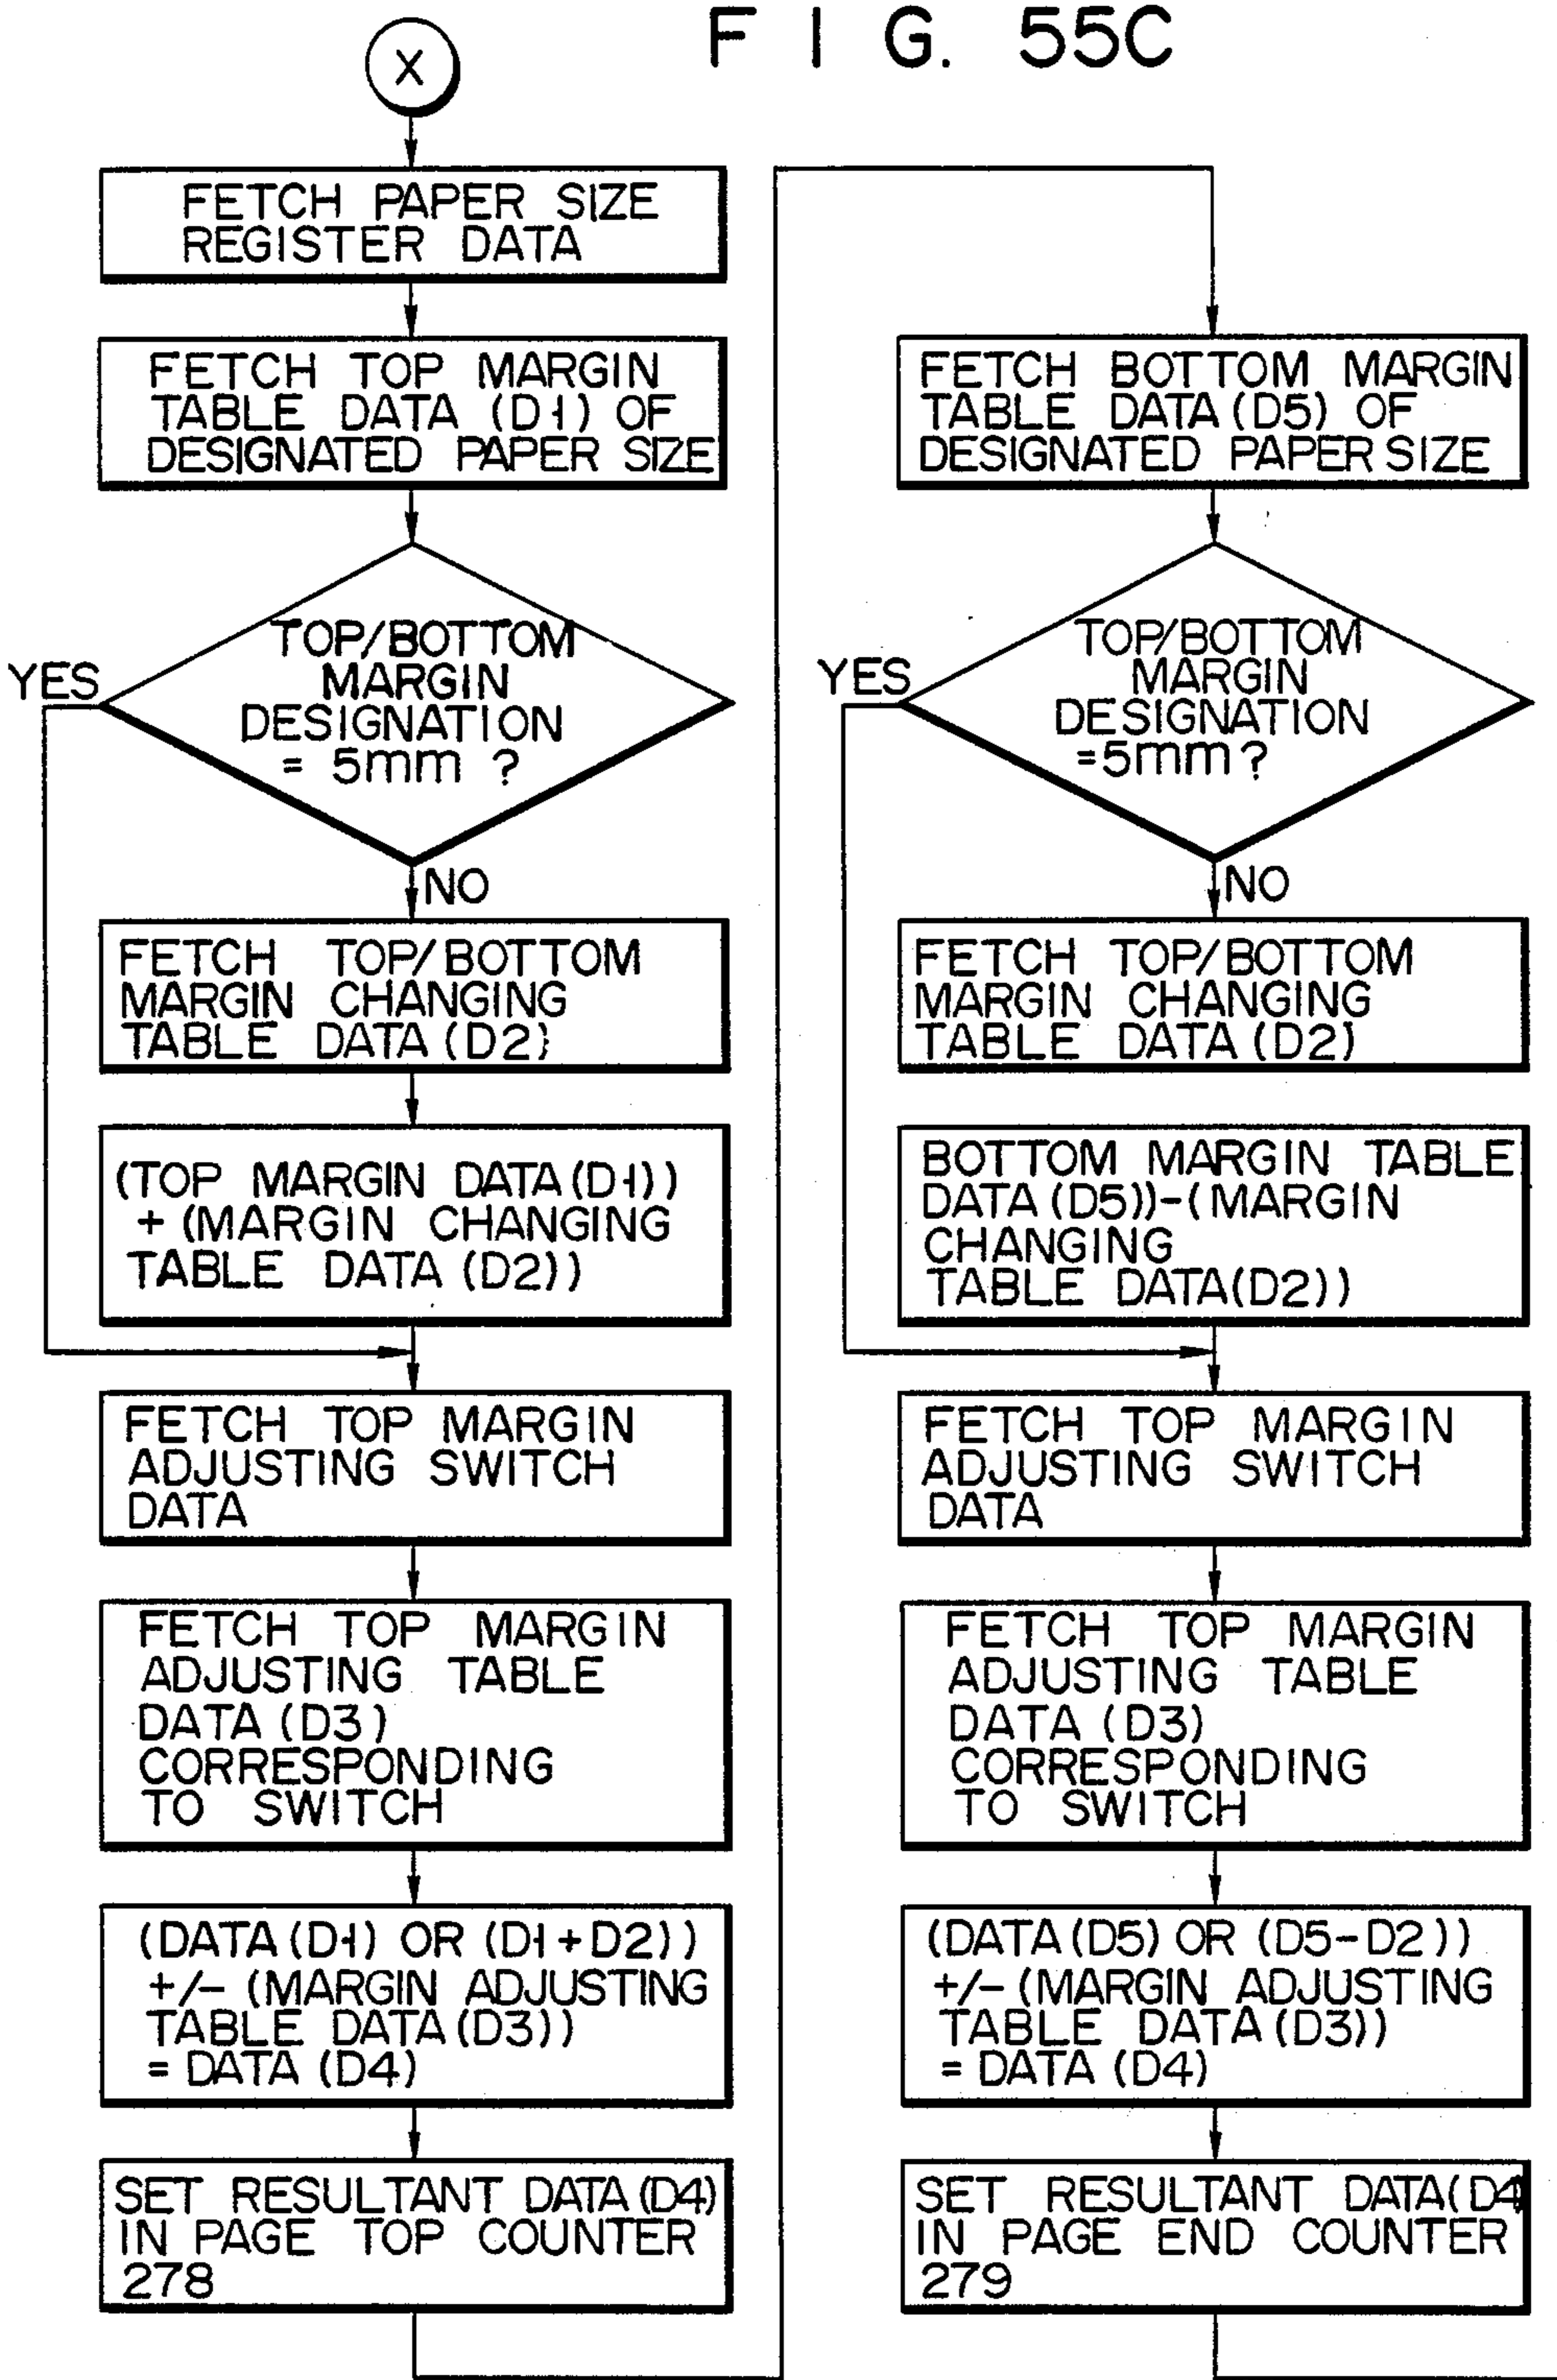 FIG. 55C
X
FETCH PAPER SIZE
REGISTER DATA
FETCH TOP MARGIN
TABLE DATA (D1) OF
DESIGNATED PAPER SIZE
TOP/BOTTOM
MARGIN
DESIGNATION
= 5mm ?
YES
NO
FETCH TOP/BOTTOM
MARGIN CHANGING
TABLE DATA (D2)
(TOP MARGIN DATA (D1))
+ (MARGIN CHANGING
TABLE DATA (D2))
FETCH TOP MARGIN
ADJUSTING SWITCH
DATA
FETCH TOP MARGIN
ADJUSTING TABLE
DATA (D3)
CORRESPONDING
TO SWITCH
(DATA (D1) OR (D1+D2))
+/- (MARGIN ADJUSTING
TABLE DATA (D3))
= DATA (D4)
SET RESULTANT DATA (D4)
IN PAGE TOP COUNTER
278
FETCH BOTTOM MARGIN
TABLE DATA (D5) OF
DESIGNATED PAPER SIZE
TOP/BOTTOM
MARGIN
DESIGNATION
=5mm?
YES
NO
FETCH TOP/BOTTOM
MARGIN CHANGING
TABLE DATA (D2)
BOTTOM MARGIN TABLE
DATA (D5))-(MARGIN
CHANGING
TABLE DATA(D2))
FETCH TOP MARGIN
ADJUSTING SWITCH
DATA
FETCH TOP MARGIN
ADJUSTING TABLE
DATA (D3)
CORRESPONDING
TO SWITCH
(DATA (D5) OR (D5-D2))
+/- (MARGIN ADJUSTING
TABLE DATA (D3))
= DATA (D4)
SET RESULTANT DATA(D4
IN PAGE END COUNTER
279